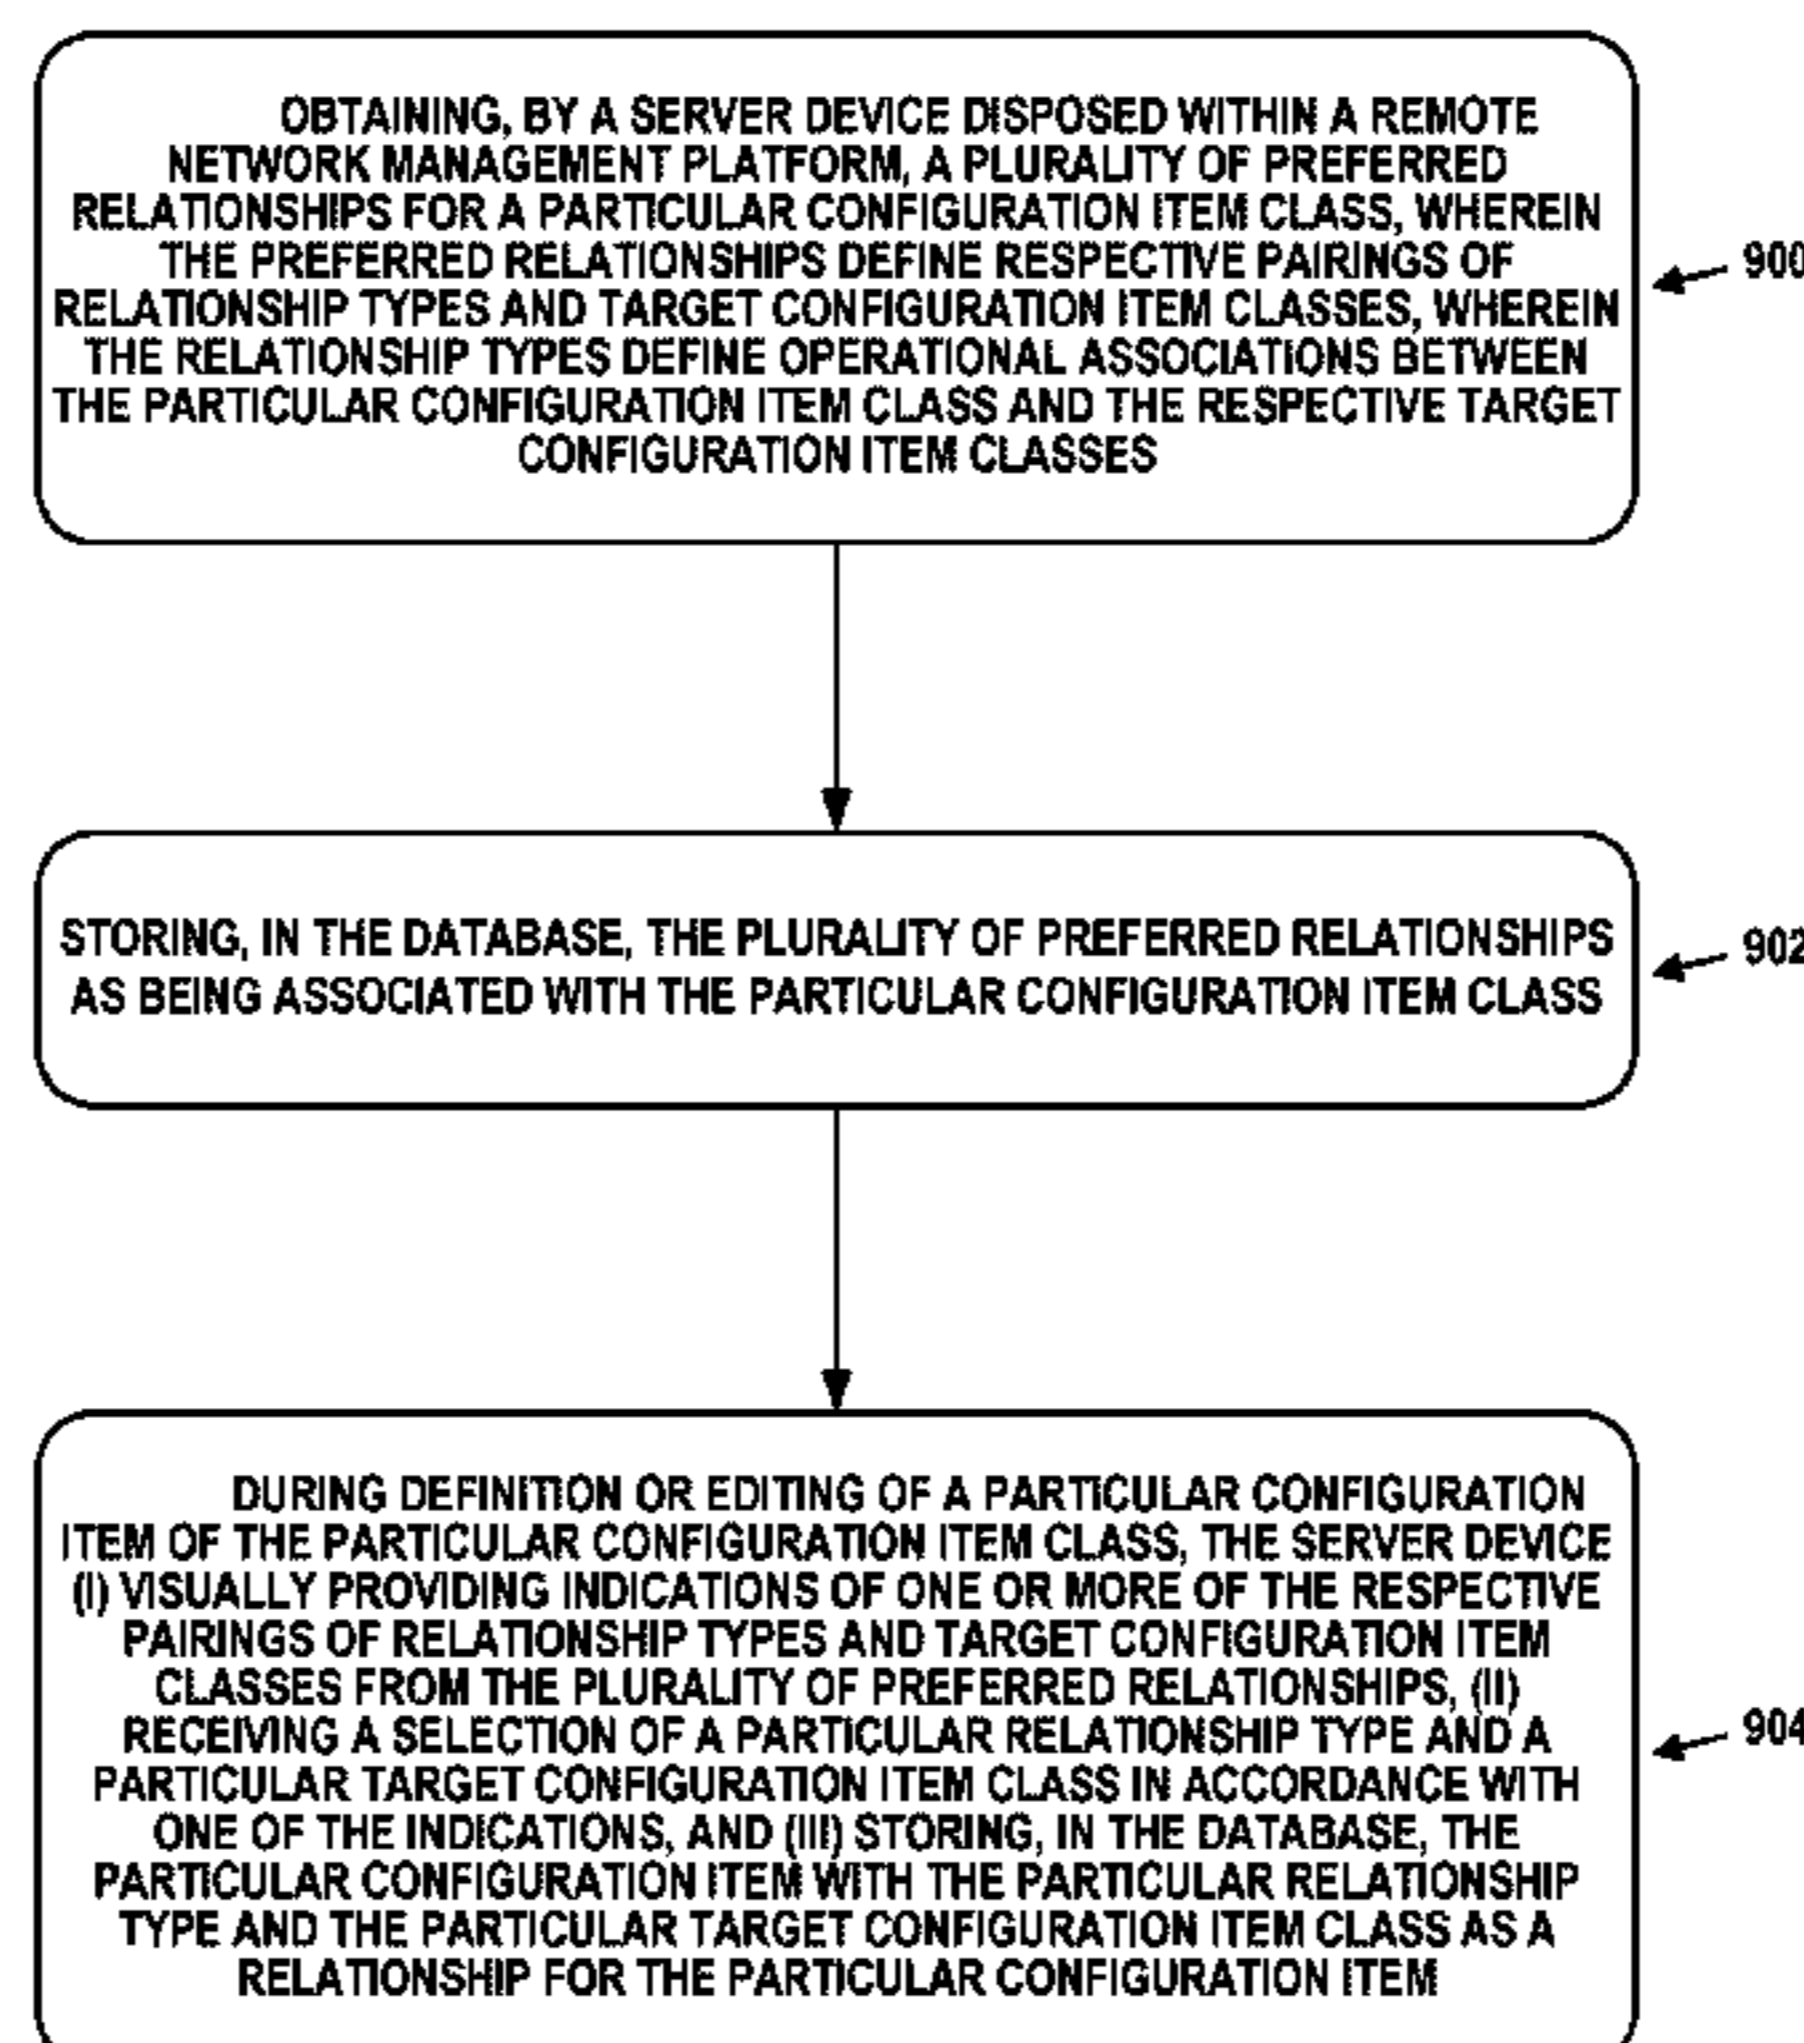 OBTAINING, BY A SERVER DEVICE DISPOSED WITHIN A REMOTE
NETWORK MANAGEMENT PLATFORM, A PLURALITY OF PREFERRED
RELATIONSHIPS FOR A PARTICULAR CONFIGURATION ITEM CLASS, WHEREIN
THE PREFERRED RELATIONSHIPS DEFINE RESPECTIVE PAIRINGS OF
RELATIONSHIP TYPES AND TARGET CONFIGURATION ITEM CLASSES, WHEREIN
THE RELATIONSHIP TYPES DEFINE OPERATIONAL ASSOCIATIONS BETWEEN
THE PARTICULAR CONFIGURATION ITEM CLASS AND THE RESPECTIVE TARGET
CONFIGURATION ITEM CLASSES
900
STORING, IN THE DATABASE, THE PLURALITY OF PREFERRED RELATIONSHIPS
AS BEING ASSOCIATED WITH THE PARTICULAR CONFIGURATION ITEM CLASS
902
DURING DEFINITION OR EDITING OF A PARTICULAR CONFIGURATION
ITEM OF THE PARTICULAR CONFIGURATION ITEM CLASS, THE SERVER DEVICE
(I) VISUALLY PROVIDING INDICATIONS OF ONE OR MORE OF THE RESPECTIVE
PAIRINGS OF RELATIONSHIP TYPES AND TARGET CONFIGURATION ITEM
CLASSES FROM THE PLURALITY OF PREFERRED RELATIONSHIPS, (II)
RECEIVING A SELECTION OF A PARTICULAR RELATIONSHIP TYPE AND A
PARTICULAR TARGET CONFIGURATION ITEM CLASS IN ACCORDANCE WITH
ONE OF THE INDICATIONS, AND (III) STORING, IN THE DATABASE, THE
PARTICULAR CONFIGURATION ITEM WITH THE PARTICULAR RELATIONSHIP
TYPE AND THE PARTICULAR TARGET CONFIGURATION ITEM CLASS AS A
RELATIONSHIP FOR THE PARTICULAR CONFIGURATION ITEM
904